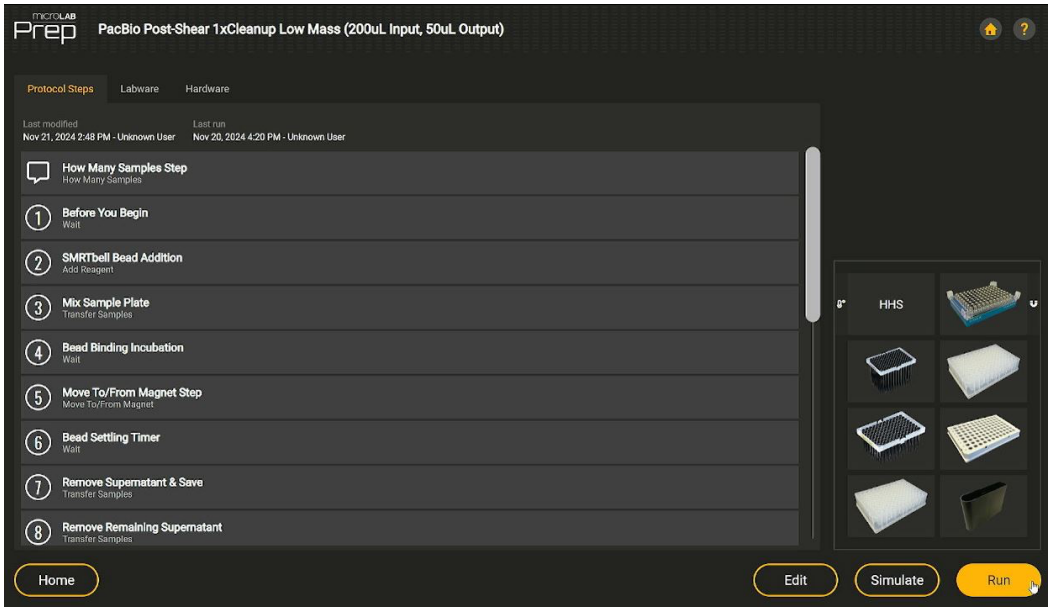 microLAB
Prep
PacBio Post-Shear 1xCleanup Low Mass (200uL Input, 50uL Output)
?
Protocol Steps Labware Hardware
Last modified Last run
Nov 21, 2024 2:48 PM - Unknown User Nov 20, 2024 4:20 PM - Unknown User
How Many Samples Step
How Many Samples
1 Before You Begin
Wait
2 SMRTbell Bead Addition
Add Reagent
3 Mix Sample Plate
Transfer Samples
4 Bead Binding Incubation
Wait
5 Move To/From Magnet Step
Move To/From Magnet
6 Bead Settling Timer
Wait
7 Remove Supernatant & Save
Transfer Samples
8 Remove Remaining Supernatant
Transfer Samples
HHS
Home Edit Simulate Run